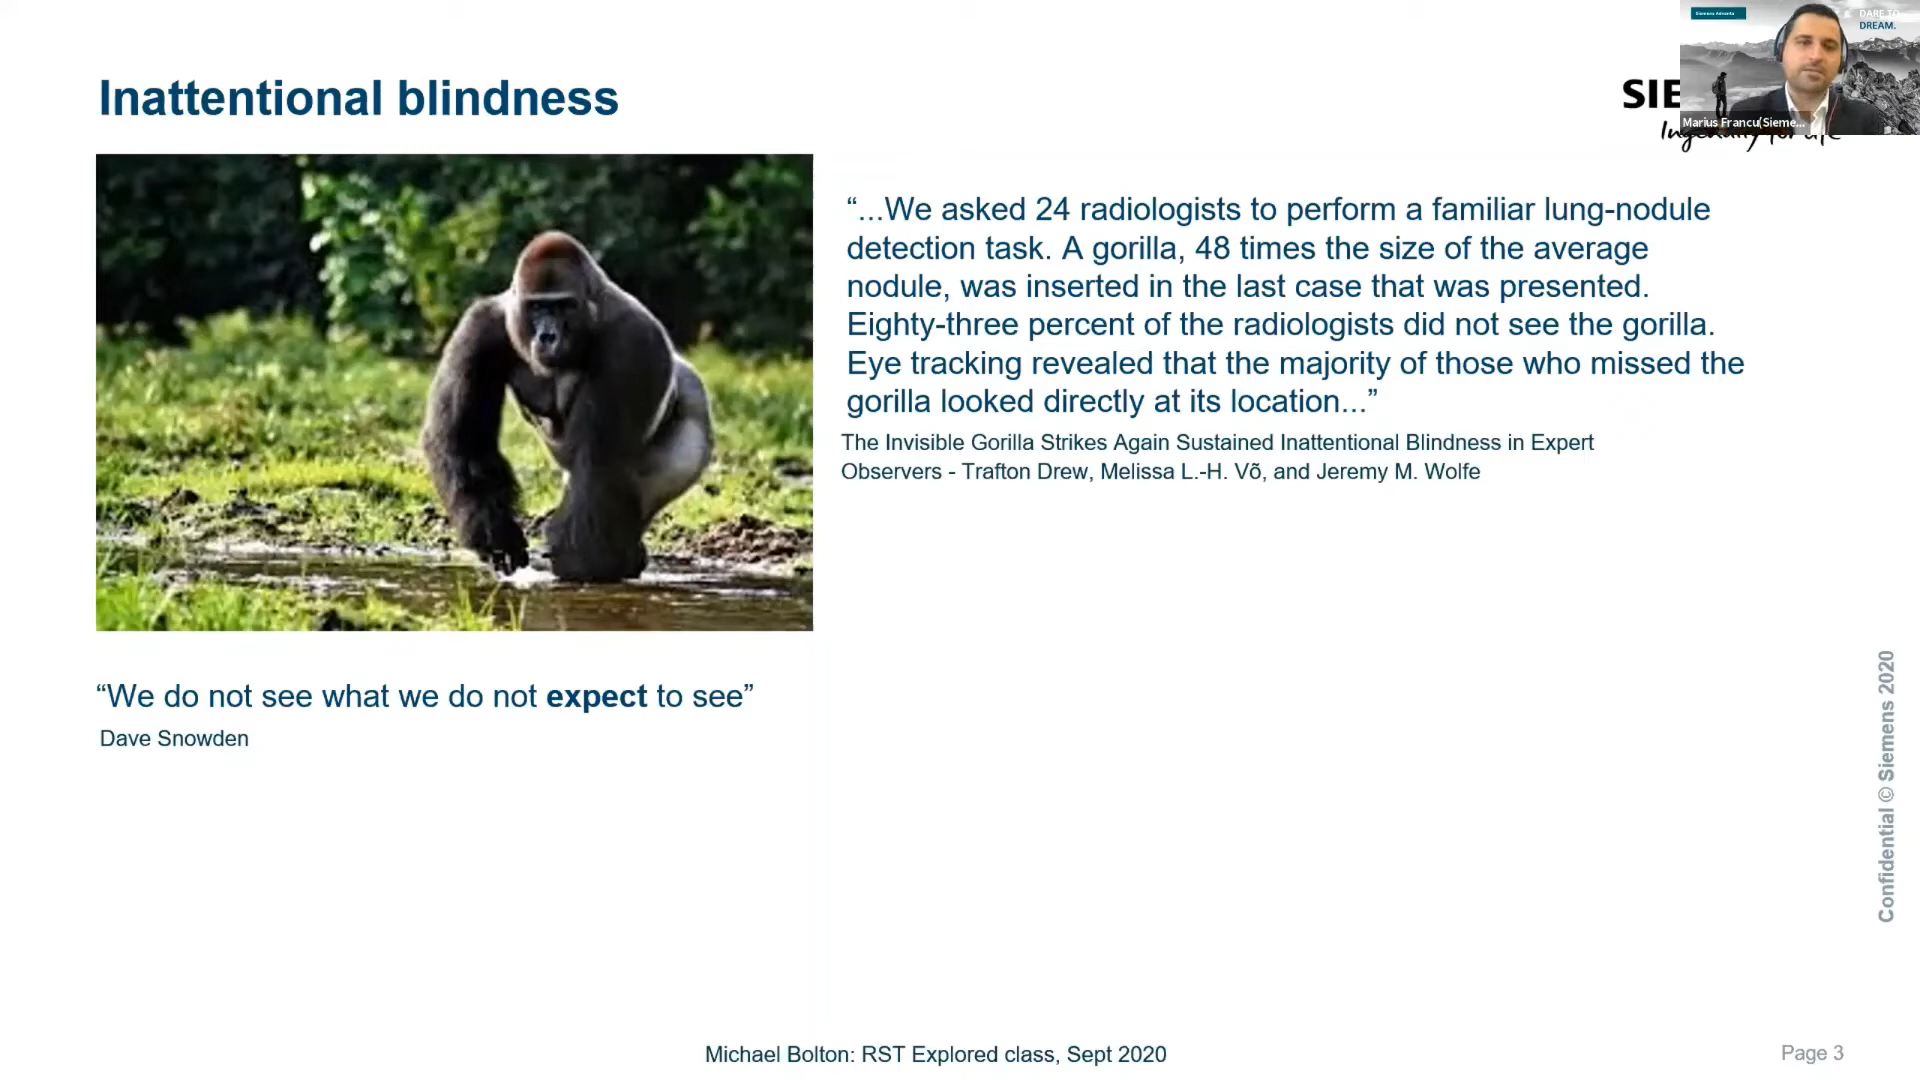 Siemens Advanta
DARE TO
DREAM.
Marius Francu(Sieme...
Inattentional blindness
SIE
“...We asked 24 radiologists to perform a familiar lung-nodule
detection task. A gorilla, 48 times the size of the average
nodule, was inserted in the last case that was presented.
Eighty-three percent of the radiologists did not see the gorilla.
Eye tracking revealed that the majority of those who missed the
gorilla looked directly at its location...”
The Invisible Gorilla Strikes Again Sustained Inattentional Blindness in Expert
Observers - Trafton Drew, Melissa L.-H. Võ, and Jeremy M. Wolfe
“We do not see what we do not expect to see”
Dave Snowden
Confidential © Siemens 2020
Michael Bolton: RST Explored class, Sept 2020
Page 3